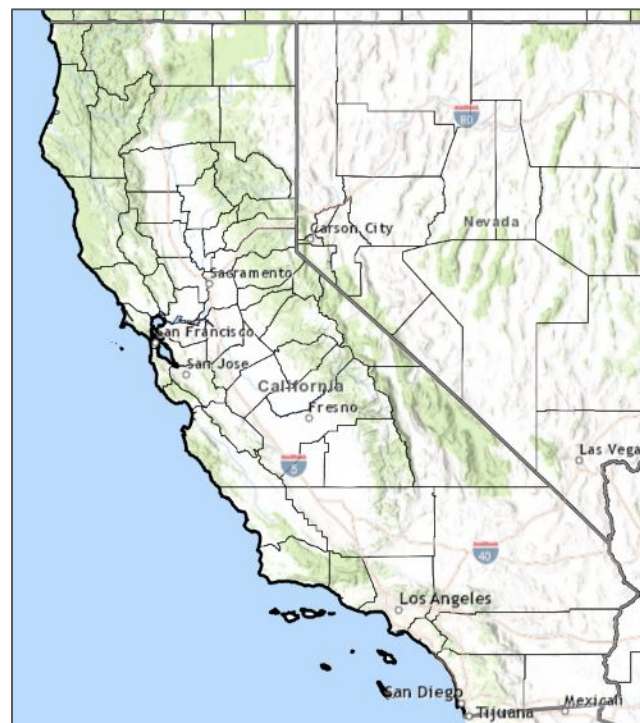 80
Nevada
Carson City
Sacramento
San Francisco
San Jose
California
Fresno
5
Las Vega
40
Los Angeles
San Diego
Mexicali
Tijuana